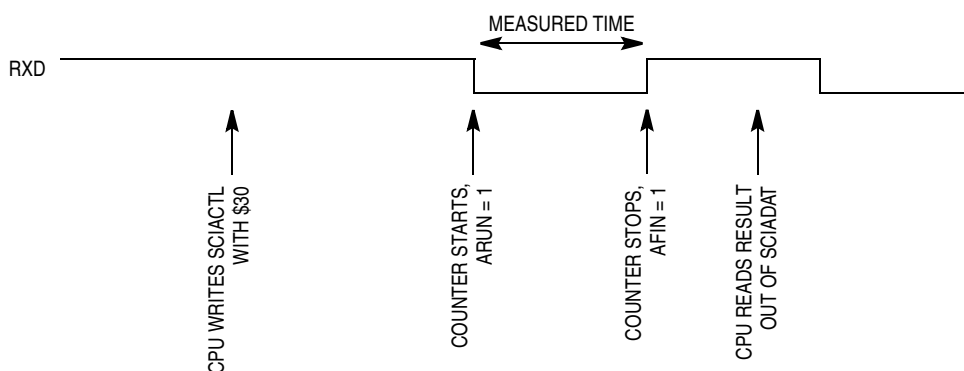 MEASURED TIME
RXD
CPU WRITES SCIACTL
WITH $30
COUNTER STARTS,
ARUN = 1
COUNTER STOPS,
AFIN = 1
CPU READS RESULT
OUT OF SCIADAT